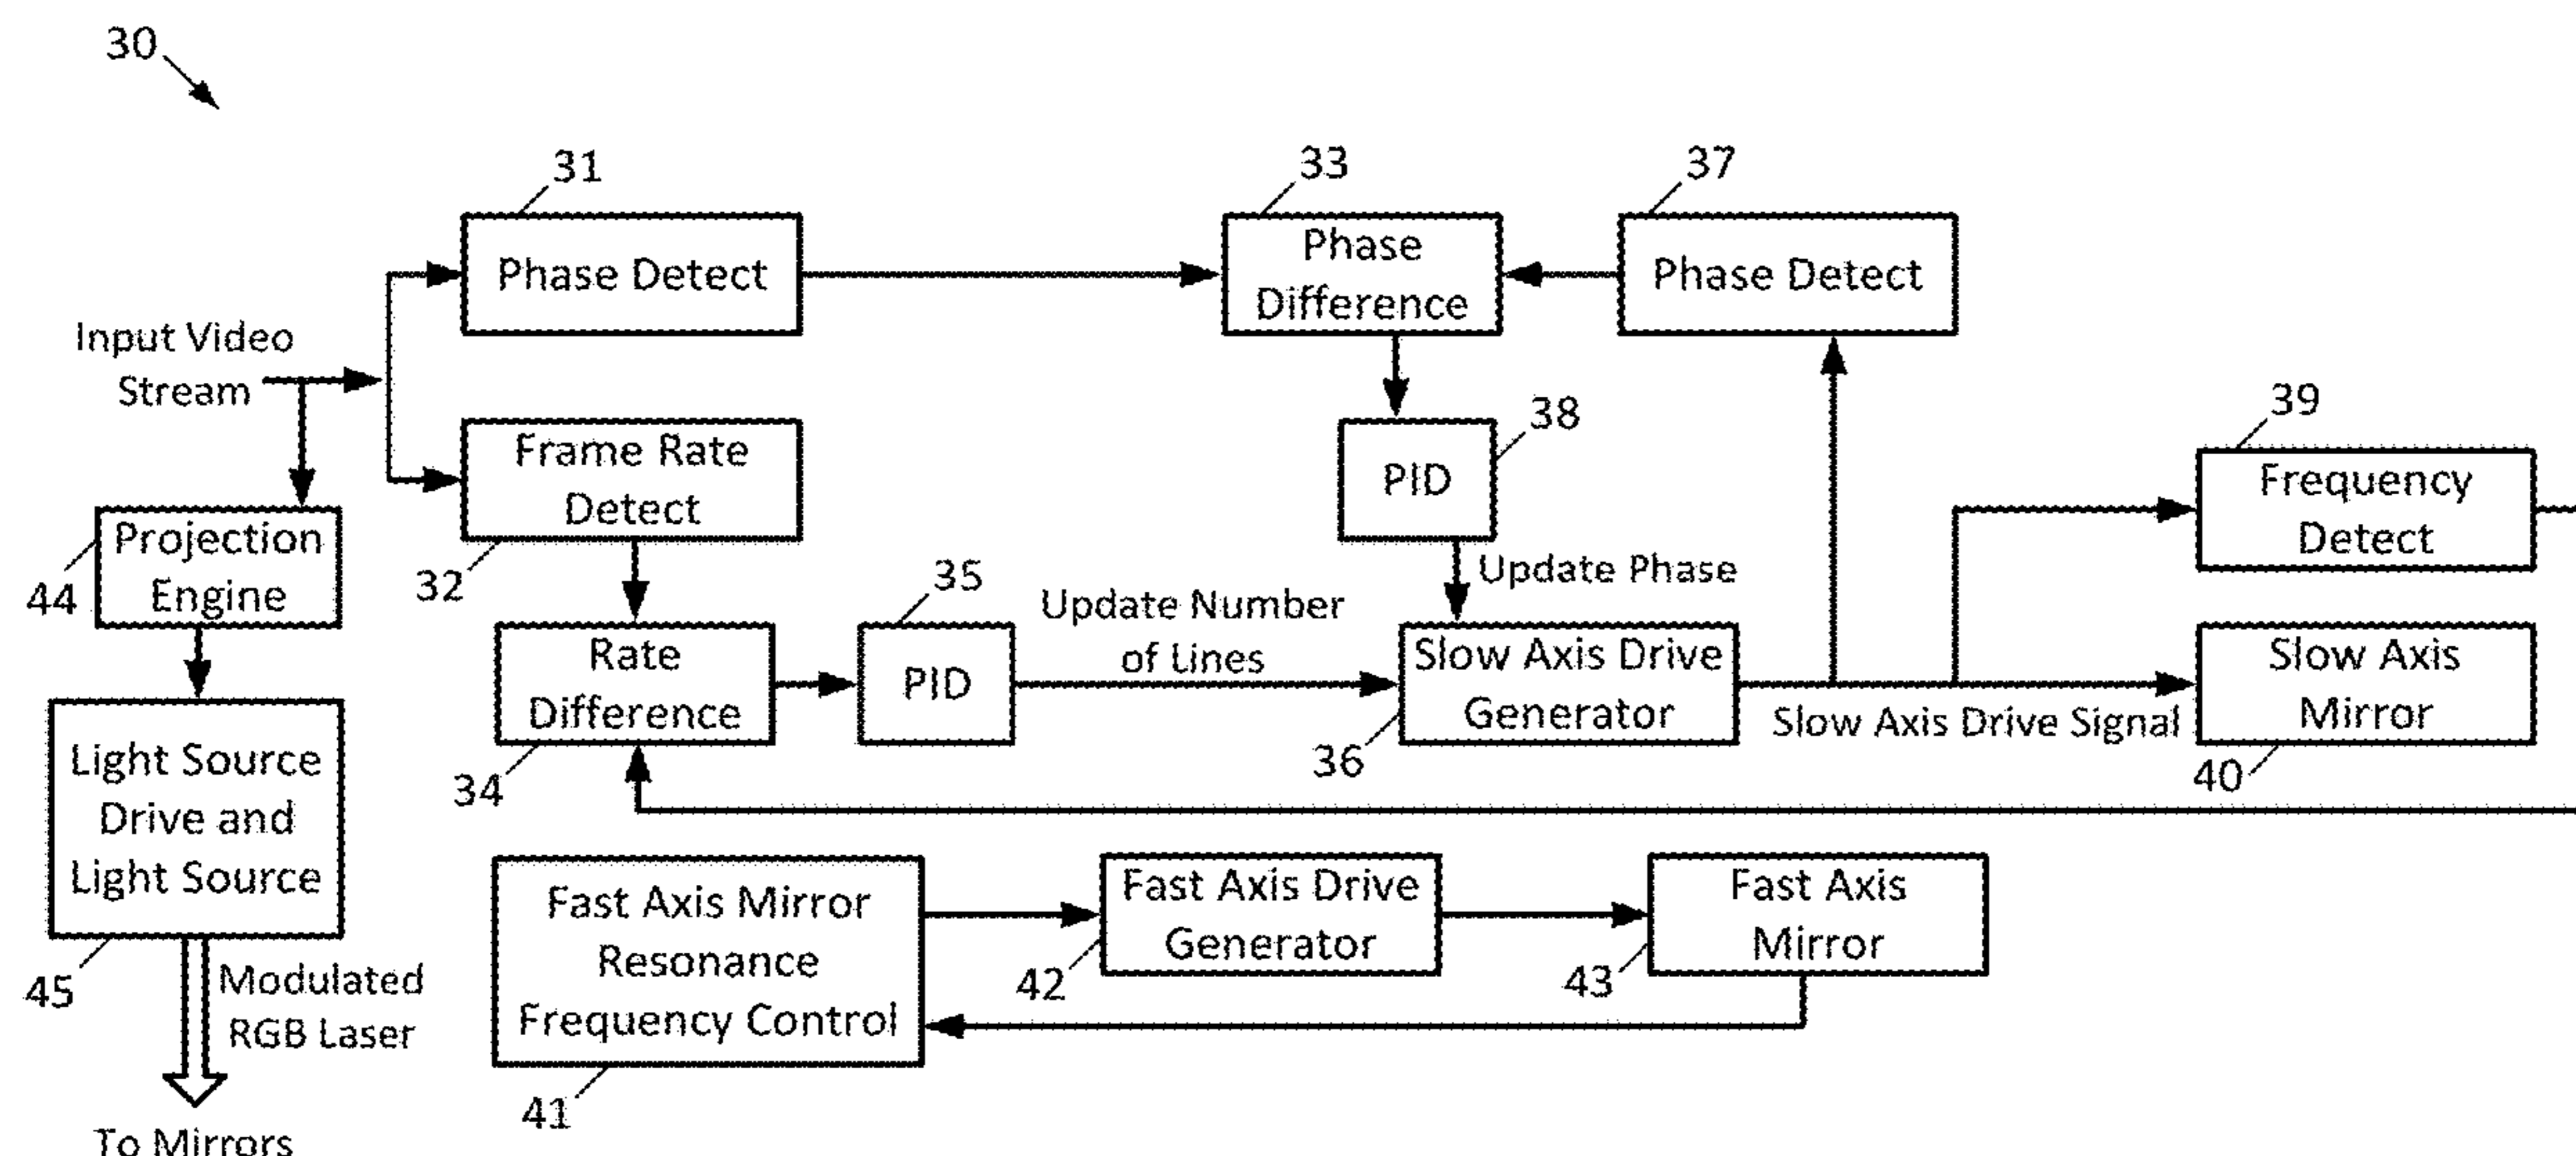 30
31
33
37
Phase Detect
Phase
Difference
Phase Detect
Input Video
Stream
38
39
Frame Rate
Detect
PID
Frequency
Detect
Projection
Engine
44
32
35
Update Phase
Update Number
of Lines
Rate
Difference
PID
Slow Axis Drive
Generator
Slow Axis
Mirror
Slow Axis Drive Signal
34
36
40
Light Source
Drive and
Light Source
Fast Axis Mirror
Resonance
Frequency Control
Fast Axis Drive
Generator
Fast Axis
Mirror
45
42
43
Modulated
RGB Laser
41
To Mirrors